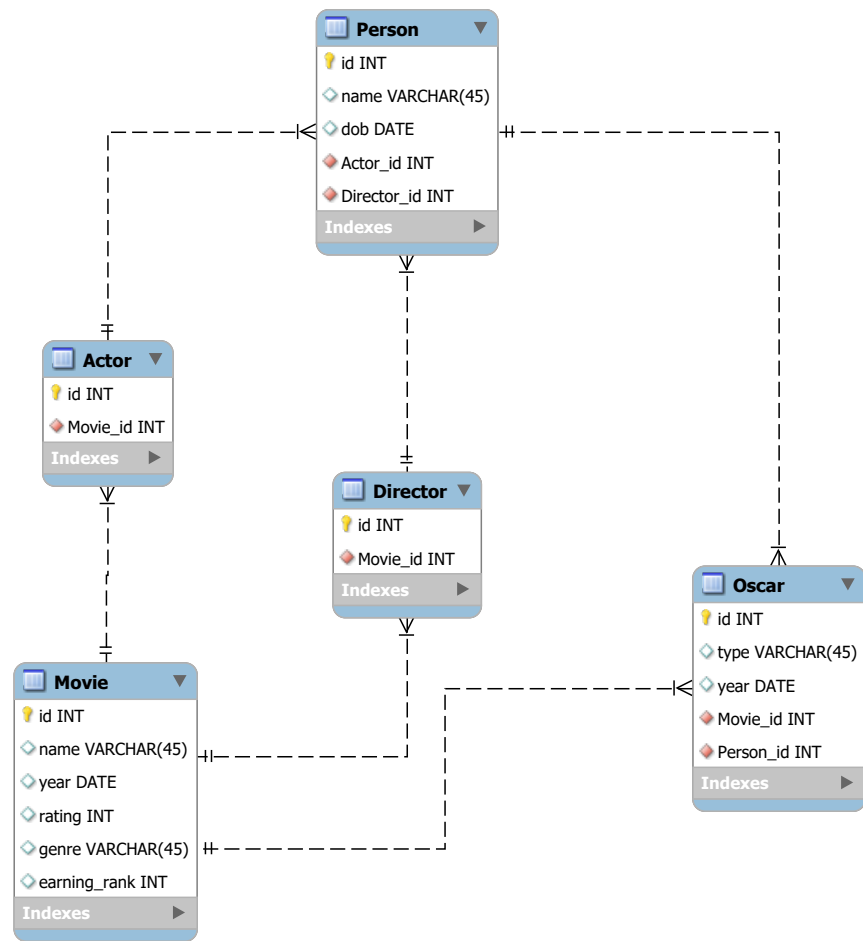 Person
id INT
name VARCHAR(45)
dob DATE
Actor_id INT
Director_id INT
Indexes
Actor
id INT
Movie_id INT
Indexes
Director
id INT
Movie_id INT
Indexes
Oscar
id INT
type VARCHAR(45)
year DATE
Movie_id INT
Person_id INT
Indexes
Movie
id INT
name VARCHAR(45)
year DATE
rating INT
genre VARCHAR(45)
earning_rank INT
Indexes